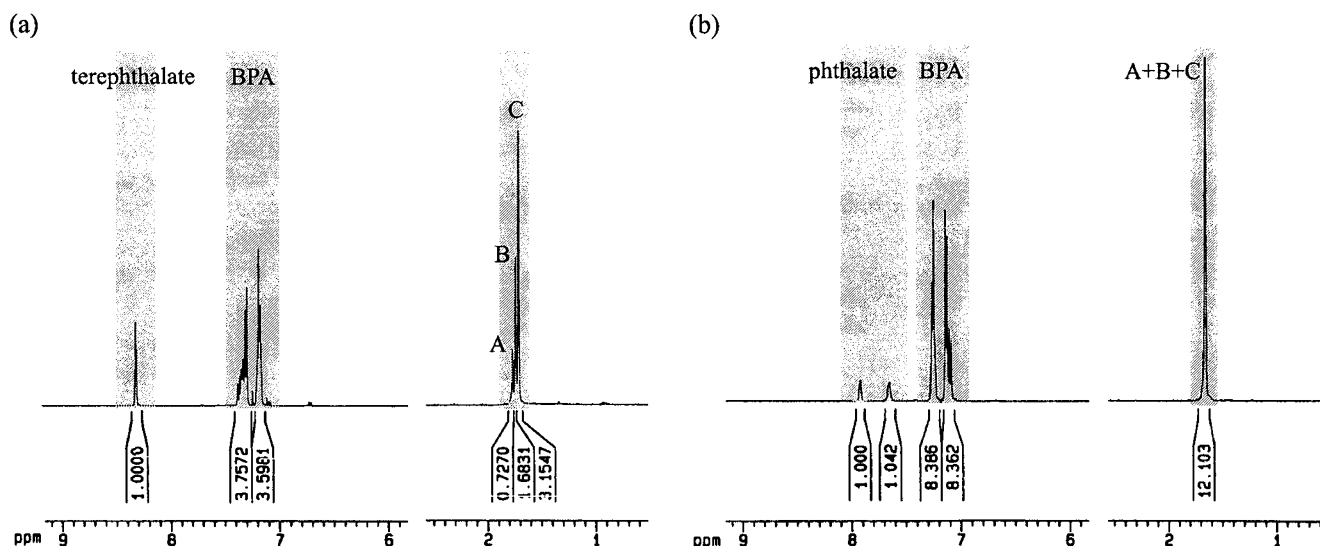 (a)
terephthalate BPA
C
B
A
1.0000
3.7572
3.5981
0.7270
1.6831
3.1547
ppm 9 8 7 6 2 1
(b)
phthalate BPA A+B+C
1.000
1.042
8.386
8.362
12.103
ppm 9 8 7 6 2 1